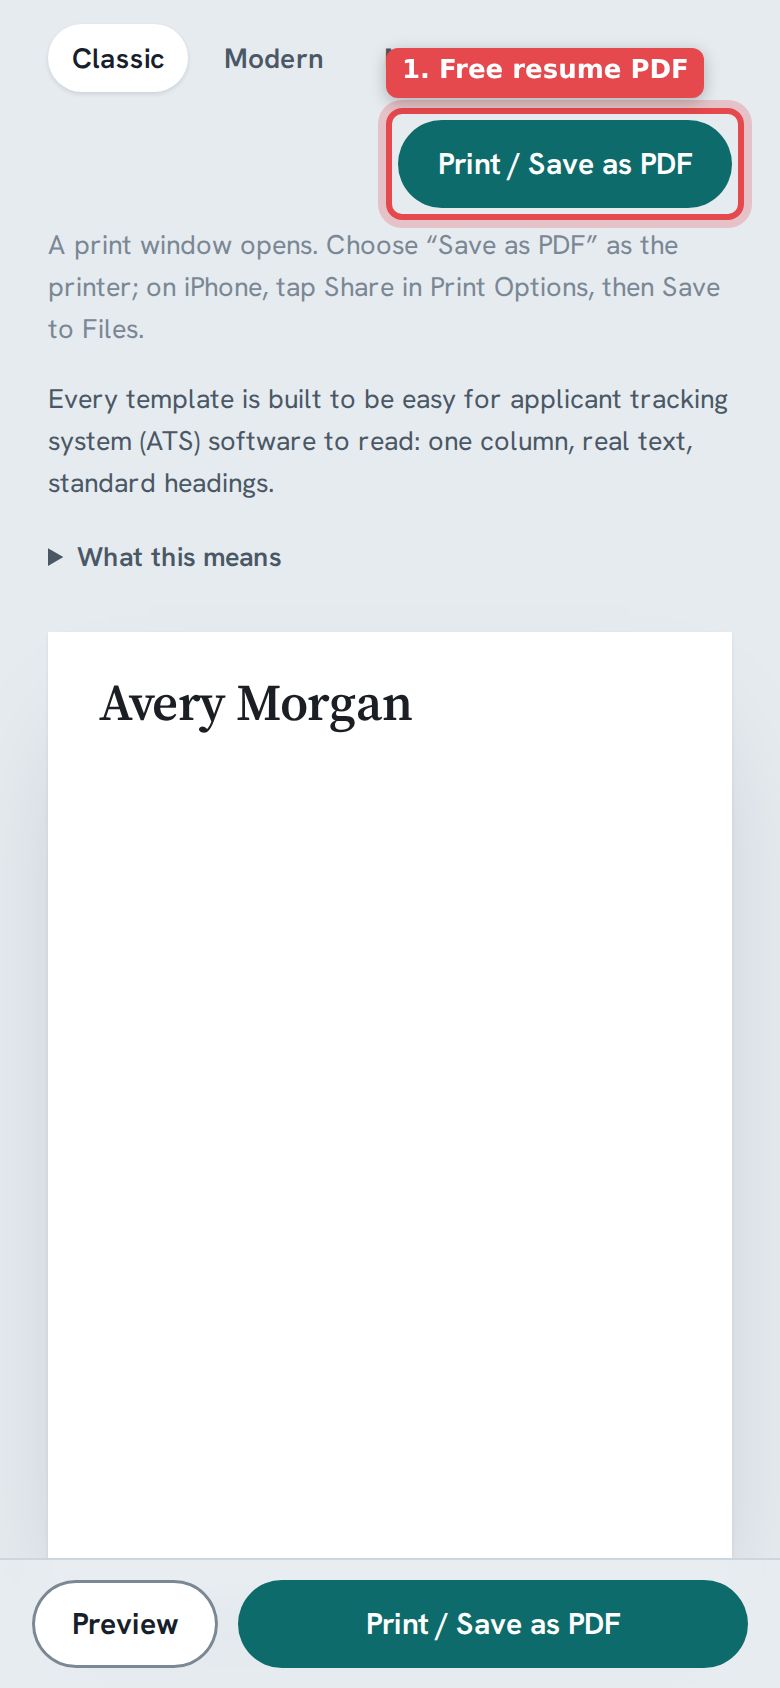 Classic
Modern
1. Free resume PDF
Print / Save as PDF
A print window opens. Choose “Save as PDF” as the
printer; on iPhone, tap Share in Print Options, then Save
to Files.
Every template is built to be easy for applicant tracking
system (ATS) software to read: one column, real text,
standard headings.
What this means
Avery Morgan
Preview
Print / Save as PDF